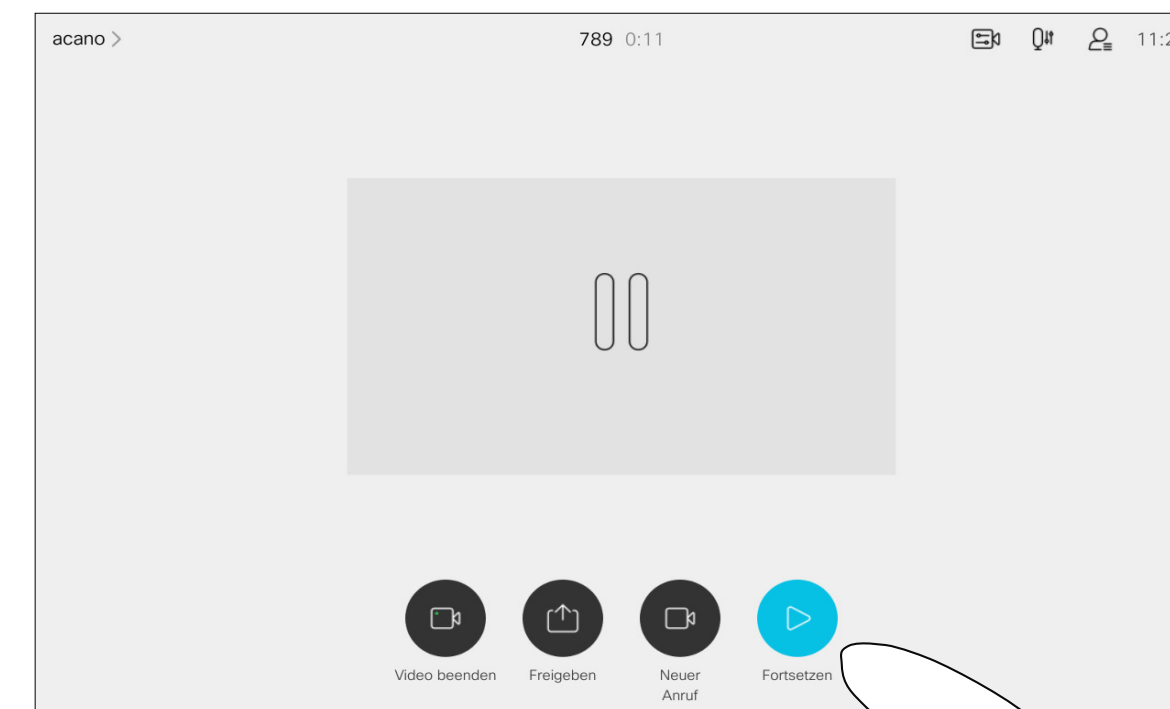 acano >
789 0:11
Video beenden
Freigeben
Neuer
Anruf
Fortsetzen